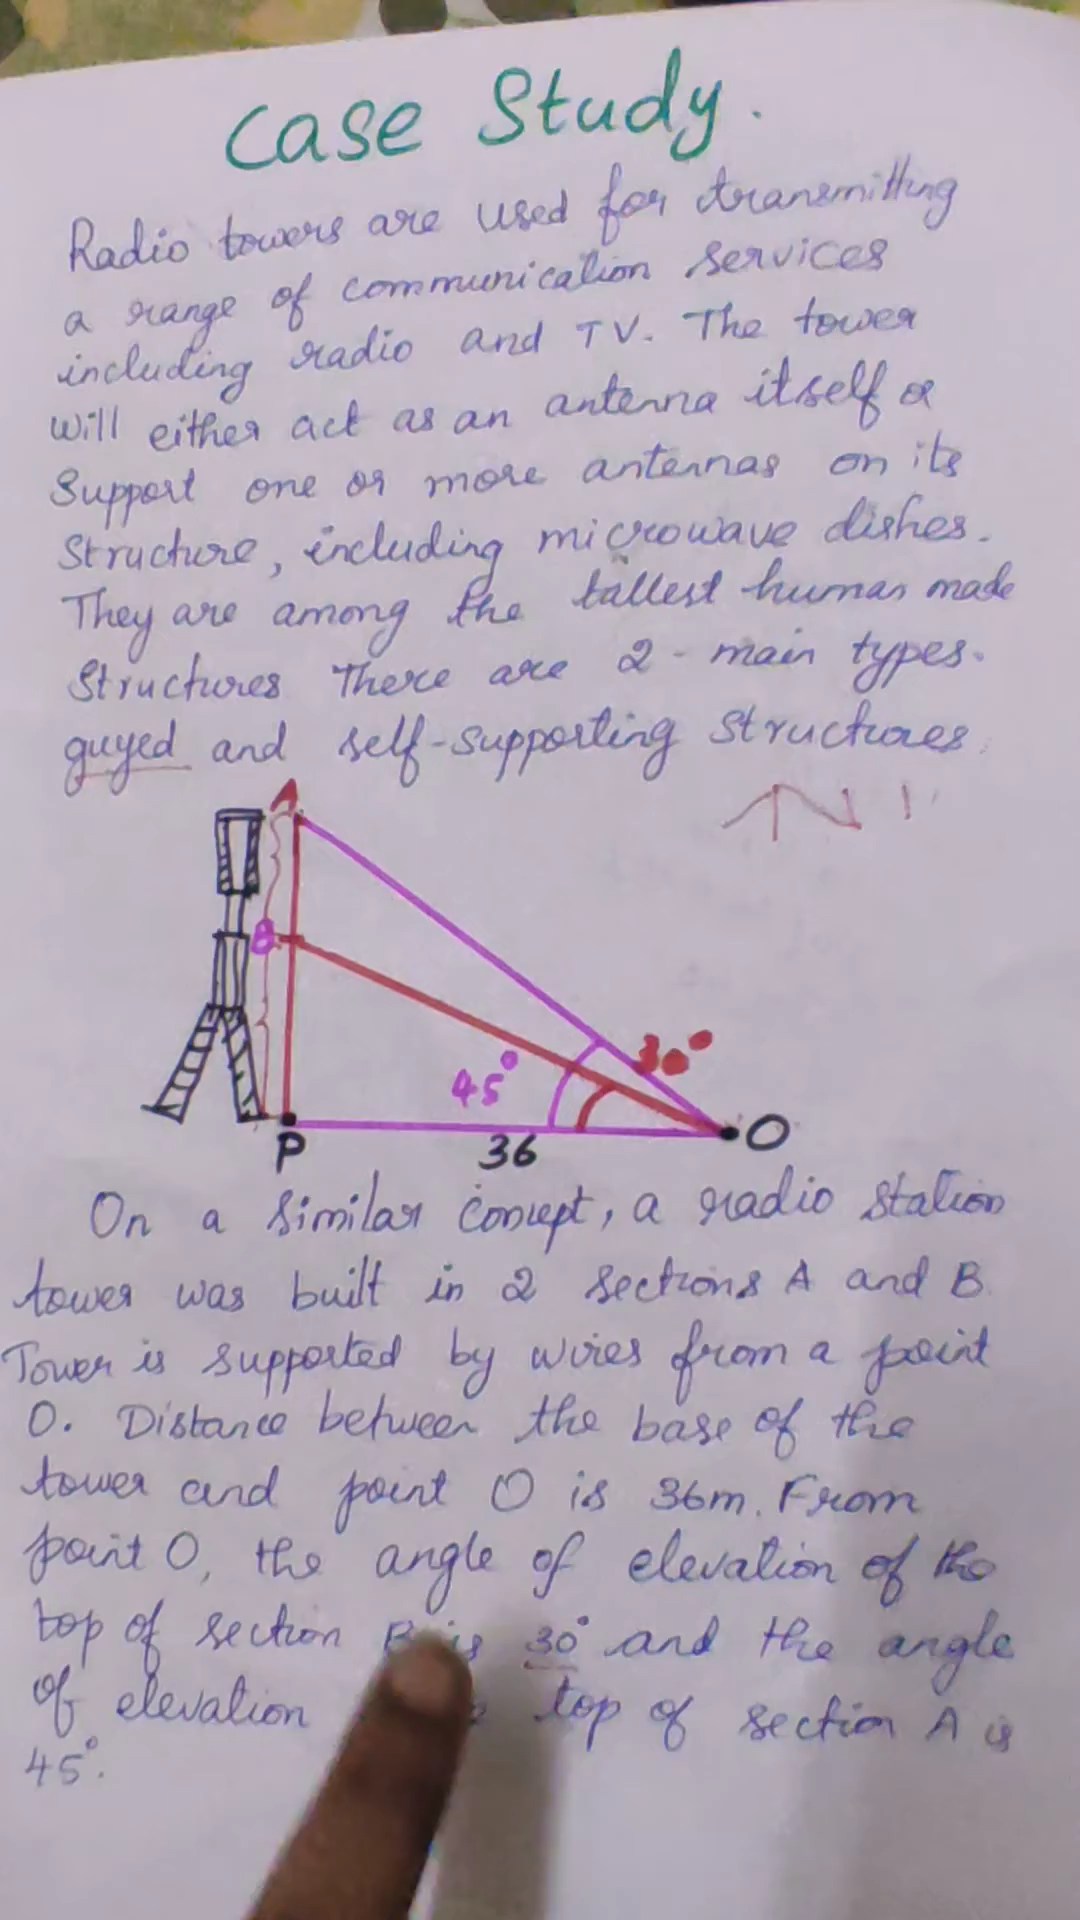 Case Study.
Radio towers are used for transmitting
a range of communication services
including radio and TV. The tower
will either act as an antenna itself or
Support one or more antennas on its
Structure, including microwave dishes.
They are among the tallest human made
Structures There are 2 - main types.
guyed and self-supporting structures.
A
B
45°
30°
P
36
O
On a similar concept, a radio station
tower was built in 2 sections A and B.
Tower is supported by wires from a point
O. Distance between the base of the
tower and point O is 36m. From
point O, the angle of elevation of the
top of section B is 30° and the angle
of elevation top of section A is
45°.